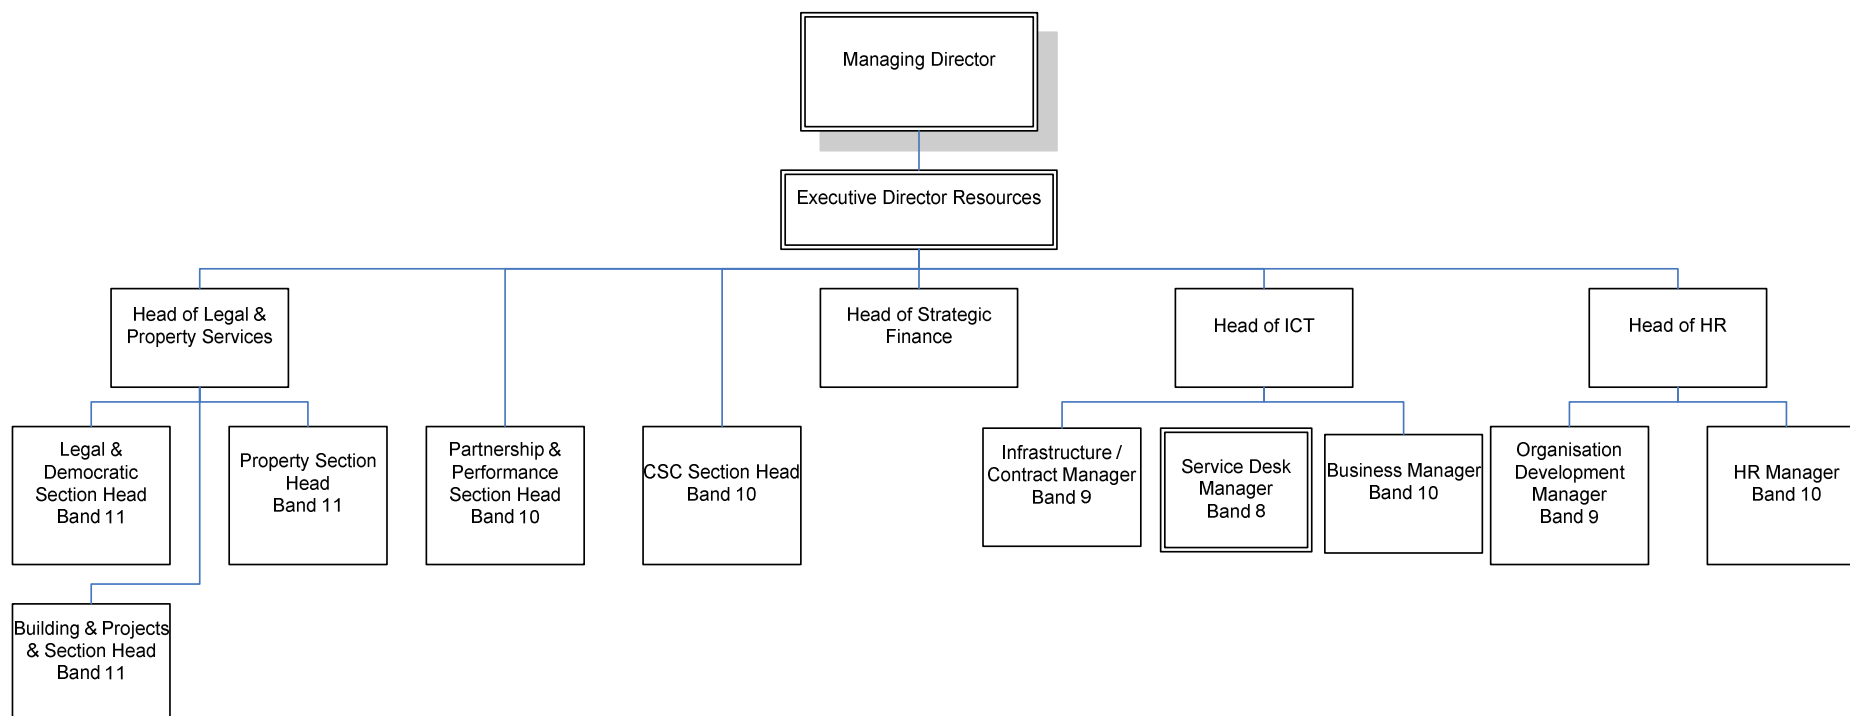 Managing Director
Executive Director Resources
Head of Legal &
Property Services
Head of Strategic
Finance
Head of ICT
Head of HR
Legal &
Democratic
Section Head
Band 11
Property Section
Head
Band 11
Partnership &
Performance
Section Head
Band 10
CSC Section Head
Band 10
Infrastructure /
Contract Manager
Band 9
Service Desk
Manager
Band 8
Business Manager
Band 10
Organisation
Development
Manager
Band 9
HR Manager
Band 10
Building & Projects
& Section Head
Band 11